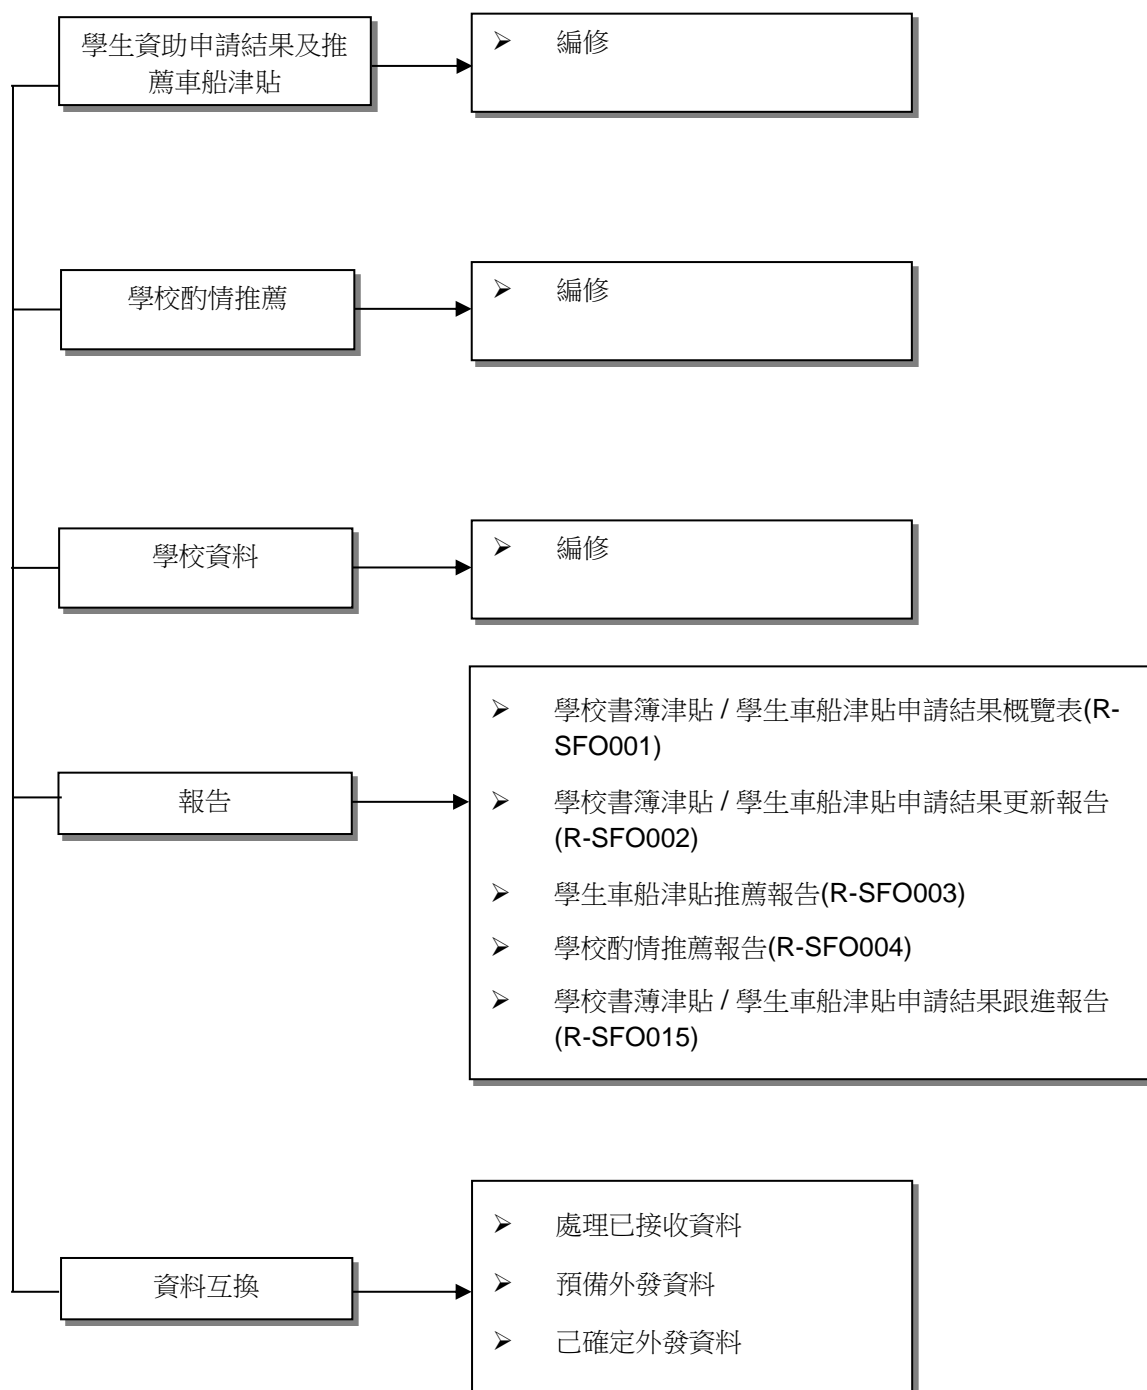 學生資助申請結果及推
薦車船津貼
➢ 編修
學校酌情推薦
➢ 編修
學校資料
➢ 編修
報告
➢ 學校書簿津貼 / 學生車船津貼申請結果概覽表(R-
SFO001)
➢ 學校書簿津貼 / 學生車船津貼申請結果更新報告
(R-SFO002)
➢ 學生車船津貼推薦報告(R-SFO003)
➢ 學校酌情推薦報告(R-SFO004)
➢ 學校書薄津貼 / 學生車船津貼申請結果跟進報告
(R-SFO015)
資料互換
➢ 處理已接收資料
➢ 預備外發資料
➢ 己確定外發資料